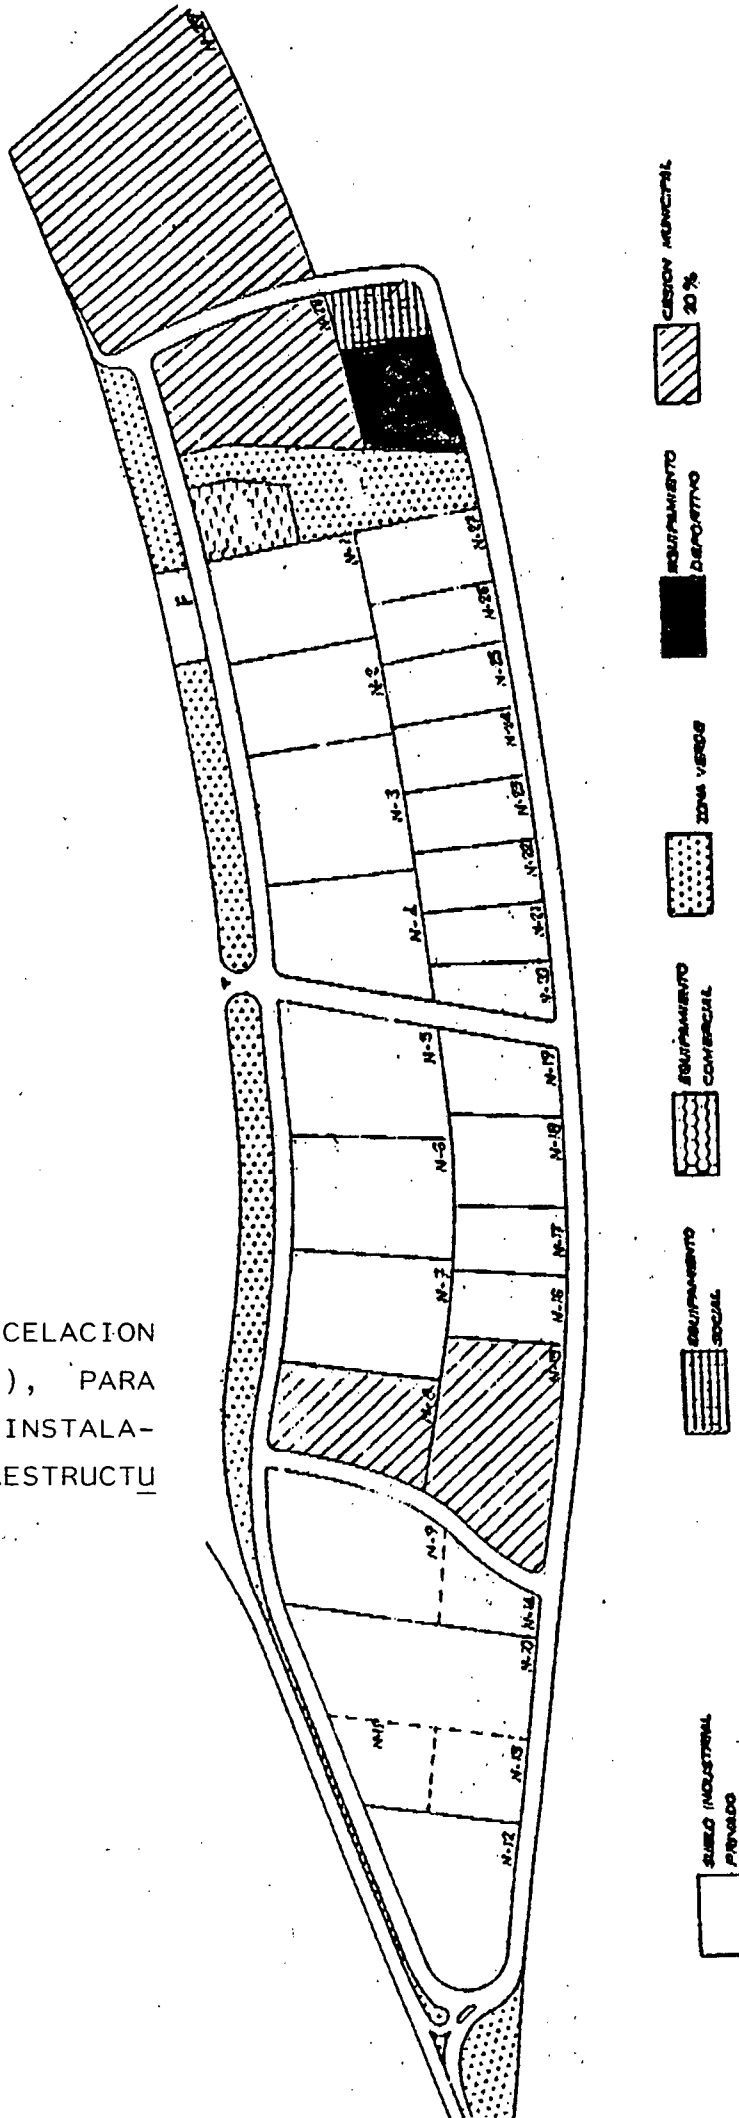 N-29
N-28
F
N-1
N-27
N-26
N-2
N-25
N-24
N-3
N-23
N-22
N-4
N-21
N-20
N-5
N-19
N-6
N-18
N-7
N-17
N-16
N-8
N-15
N-9
N-14
N-10
N-11
N-13
N-12
CELACION
), PARA
INSTALA-
ESTRUCTU
CESION MUNICIPAL
20 %
EQUIPAMIENTO
DEPORTIVO
ZONA VERDE
EQUIPAMIENTO
COMERCIAL
EQUIPAMIENTO
SOCIAL
SUELO INDUSTRIAL
PRIVADO